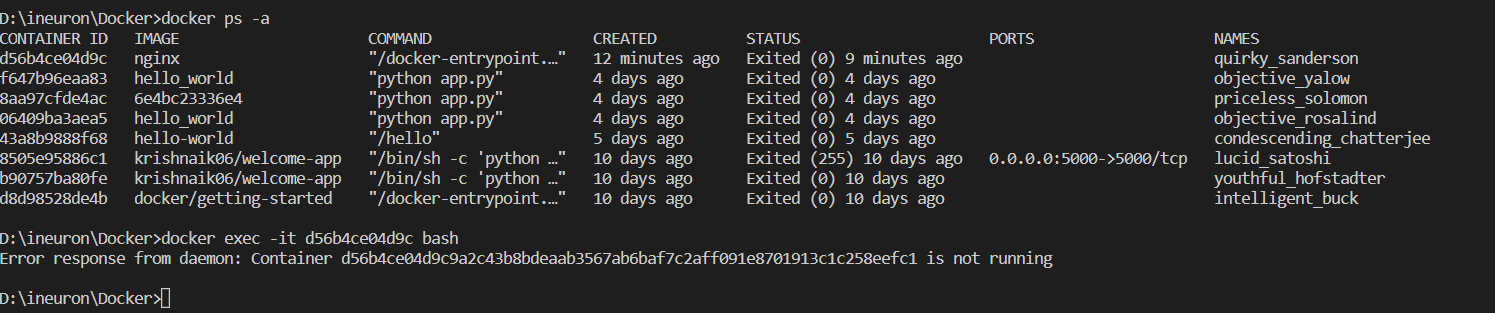 D:\ineuron\Docker>docker ps -a
CONTAINER ID   IMAGE                     COMMAND                  CREATED          STATUS                     PORTS                    NAMES
d56b4ce04d9c   nginx                     "/docker-entrypoint.…"   12 minutes ago   Exited (0) 9 minutes ago                            quirky_sanderson
f647b96eaa83   hello_world               "python app.py"          4 days ago       Exited (0) 4 days ago                               objective_yalow
8aa97cfde4ac   6e4bc23336e4              "python app.py"          4 days ago       Exited (0) 4 days ago                               priceless_solomon
06409ba3aea5   hello_world               "python app.py"          4 days ago       Exited (0) 4 days ago                               objective_rosalind
43a8b9888f68   hello-world               "/hello"                 5 days ago       Exited (0) 5 days ago                               condescending_chatterjee
8505e95886c1   krishnaik06/welcome-app   "/bin/sh -c 'python …"   10 days ago      Exited (255) 10 days ago   0.0.0.0:5000->5000/tcp   lucid_satoshi
b90757ba80fe   krishnaik06/welcome-app   "/bin/sh -c 'python …"   10 days ago      Exited (0) 10 days ago                              youthful_hofstadter
d8d98528de4b   docker/getting-started    "/docker-entrypoint.…"   10 days ago      Exited (0) 10 days ago                              intelligent_buck
D:\ineuron\Docker>docker exec -it d56b4ce04d9c bash
Error response from daemon: Container d56b4ce04d9c9a2c43b8bdeaab3567ab6baf7c2aff091e8701913c1c258eefc1 is not running
D:\ineuron\Docker>